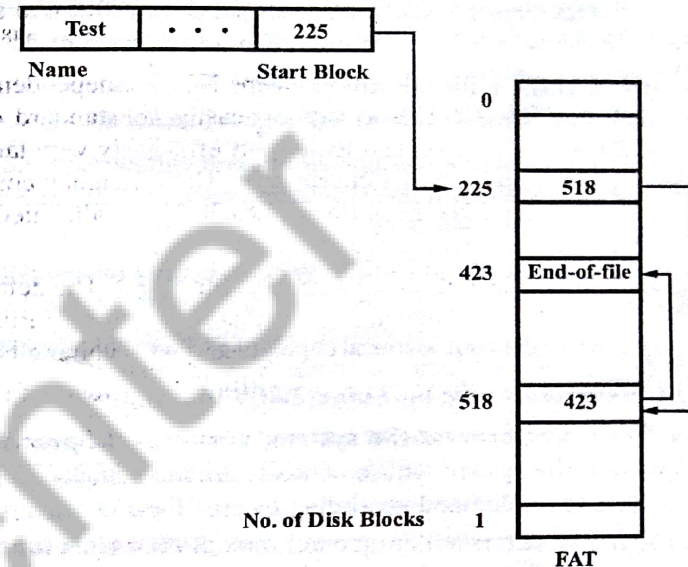 Test . . . 225
Name Start Block
0
225 518
423 End-of-file
518 423
No. of Disk Blocks 1
FAT